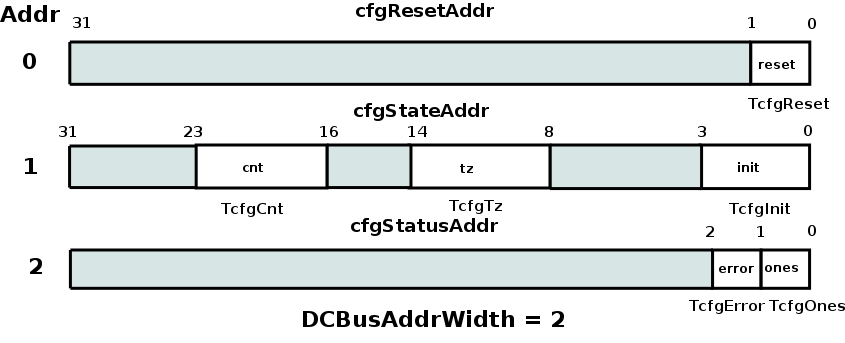 Addr
cfgResetAddr
31 1 0
0 reset
TcfgReset
cfgStateAddr
31 23 16 14 8 3 0
1 cnt tz init
TcfgCnt TcfgTz TcfgInit
cfgStatusAddr
2 1 0
2 error ones
TcfgError TcfgOnes
DCBusAddrWidth = 2